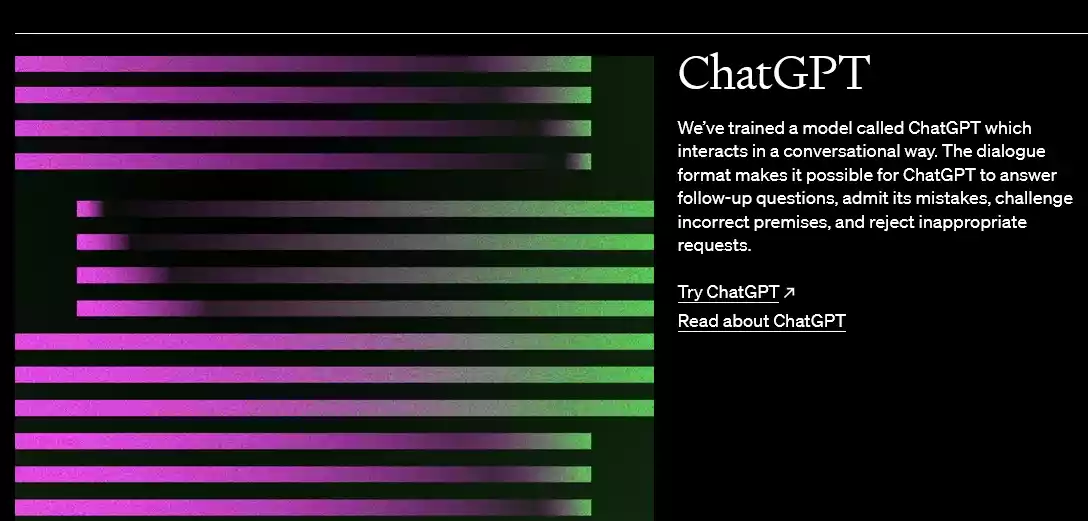 ChatGPT
We’ve trained a model called ChatGPT which
interacts in a conversational way. The dialogue
format makes it possible for ChatGPT to answer
follow-up questions, admit its mistakes, challenge
incorrect premises, and reject inappropriate
requests.
Try ChatGPT ↗
Read about ChatGPT